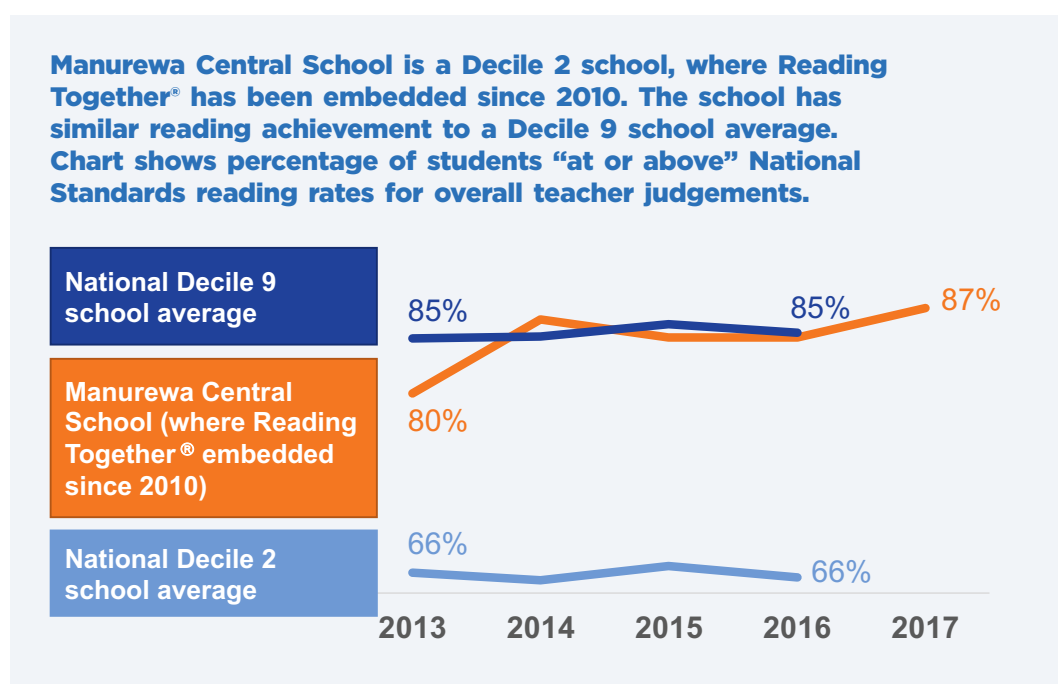 Manurewa Central School is a Decile 2 school, where Reading
Together® has been embedded since 2010. The school has
similar reading achievement to a Decile 9 school average.
Chart shows percentage of students “at or above” National
Standards reading rates for overall teacher judgements.
National Decile 9
school average
Manurewa Central
School (where Reading
Together ® embedded
since 2010)
National Decile 2
school average
85%
85%
87%
80%
66%
66%
2013 2014 2015 2016 2017